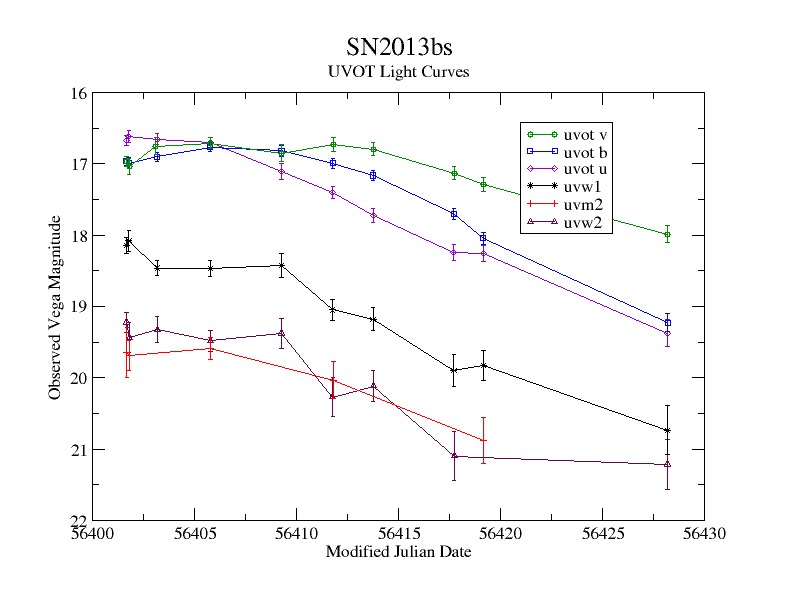 SN2013bs
UVOT Light Curves
16
17
18
19
20
21
22
Observed Vega Magnitude
uvot v
uvot b
uvot u
uvw1
uvm2
uvw2
56400 56405 56410 56415 56420 56425 56430
Modified Julian Date